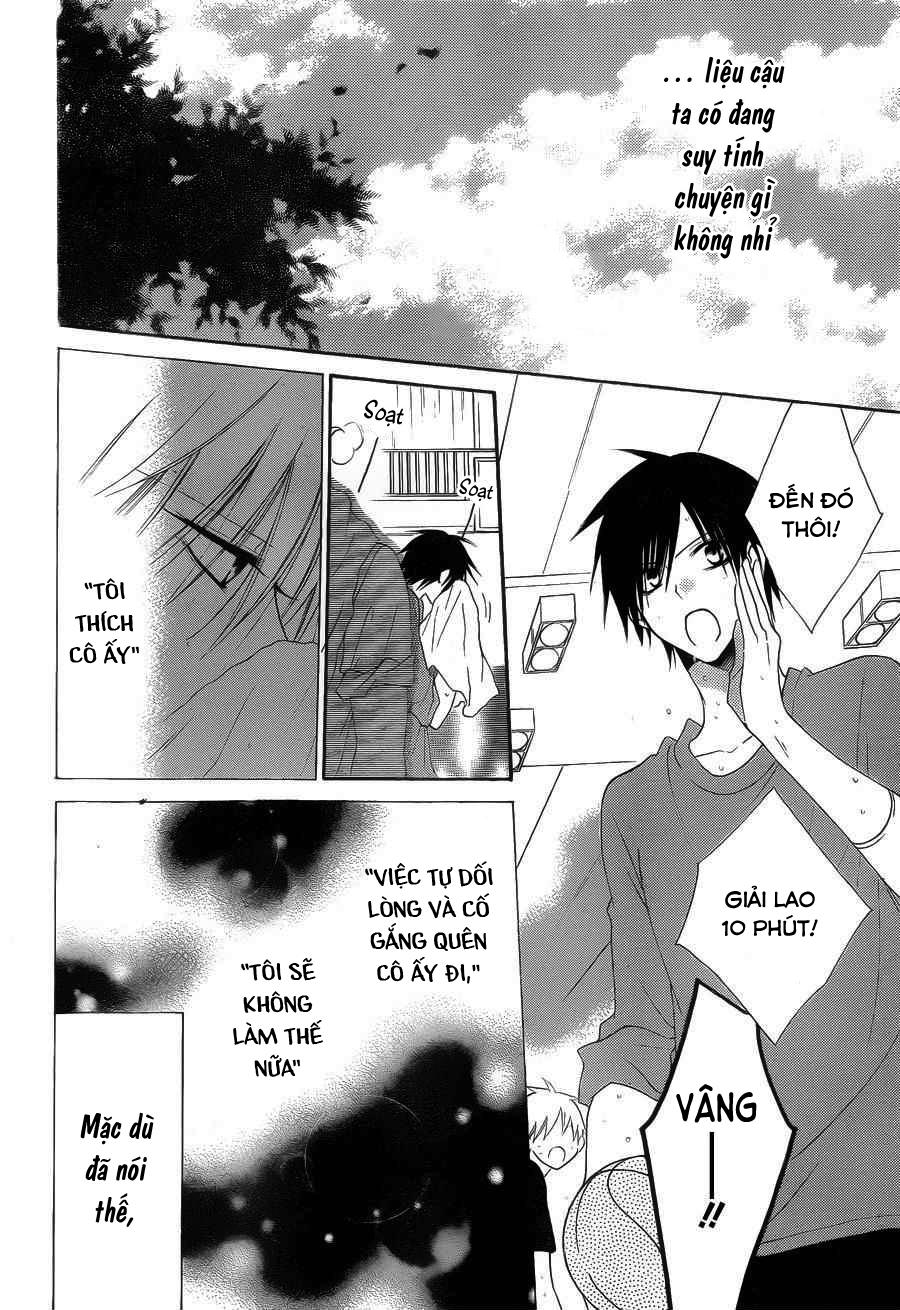 ... liệu cậu
ta có đang
suy tính
chuyện gì
không nhỉ
ĐẾN ĐÓ
THÔI!
GIẢI LAO
10 PHÚT!
VÂNG
—
!!
Soạt
Soạt
"TÔI
THÍCH
CÔ ẤY"
"VIỆC TỰ DỐI
LÒNG VÀ CỐ
GẮNG QUÊN
CÔ ẤY ĐI,"
"TÔI SẼ
KHÔNG
LÀM THẾ
NỮA"
Mặc dù
đã nói
thế,